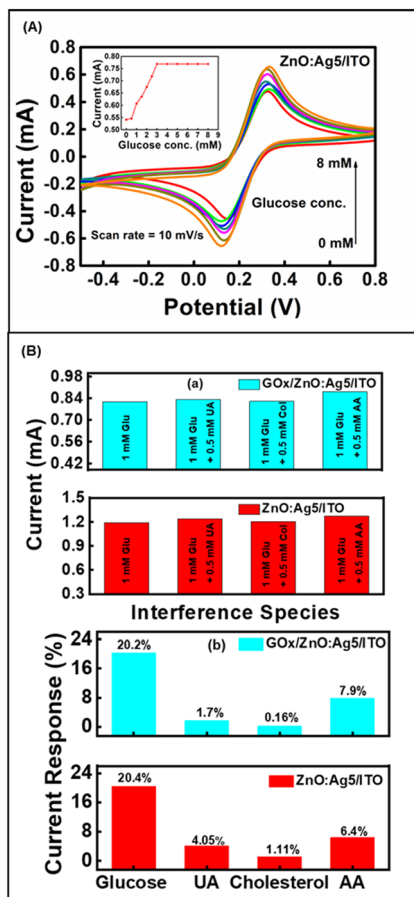 (A)
ZnO:Ag5/ITO
0.8
0.6
0.4
0.2
0.0
-0.2
-0.4
-0.6
-0.8
Current (mA)
0.80
0.75
0.70
0.65
0.60
0.55
0.50
Current (mA)
0 1 2 3 4 5 6 7 8 9
Glucose conc. (mM)
8 mM
Glucose conc.
0 mM
Scan rate = 10 mV/s
-0.4 -0.2 0.0 0.2 0.4 0.6 0.8
Potential (V)
(B)
(a)
GOx/ZnO:Ag5/ITO
0.98
0.84
0.70
0.56
0.42
1 mM Glu
1 mM Glu
+ 0.5 mM UA
1 mM Glu
+ 0.5 mM Col
1 mM Glu
+ 0.5 mM AA
Current (mA)
ZnO:Ag5/ITO
1.5
1.2
0.9
0.6
0.3
1 mM Glu
1 mM Glu
+ 0.5 mM UA
1 mM Glu
+ 0.5 mM Col
1 mM Glu
+ 0.5 mM AA
Interference Species
(b)
GOx/ZnO:Ag5/ITO
24
16
8
0
20.2%
1.7%
0.16%
7.9%
Current Response (%)
ZnO:Ag5/ITO
24
16
8
0
20.4%
4.05%
1.11%
6.4%
Glucose UA Cholesterol AA